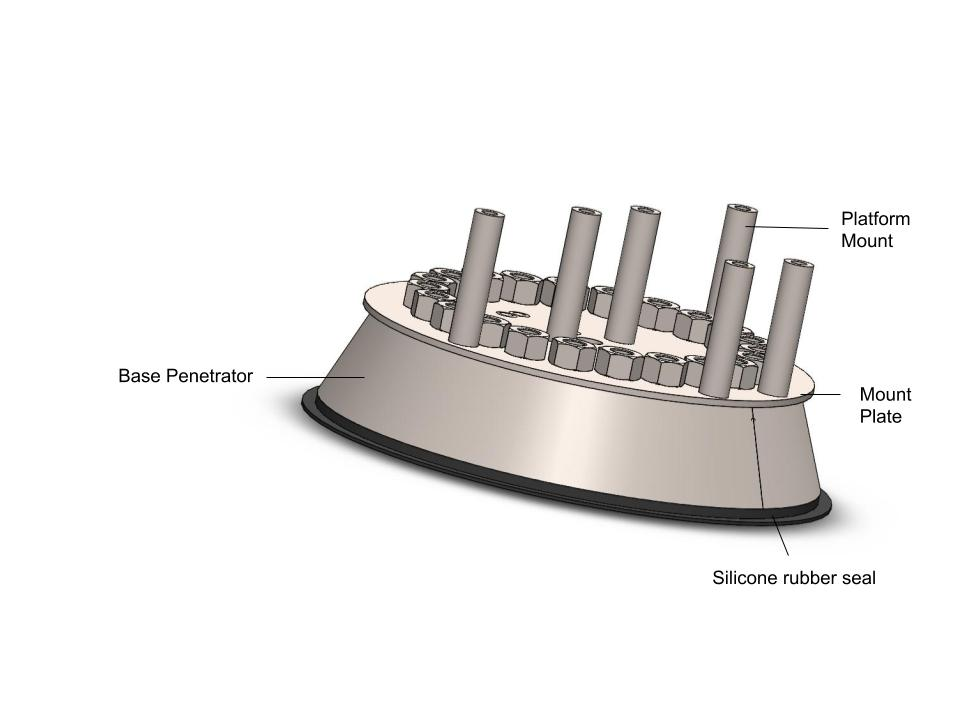 Platform
Mount
Base Penetrator
Mount
Plate
Silicone rubber seal